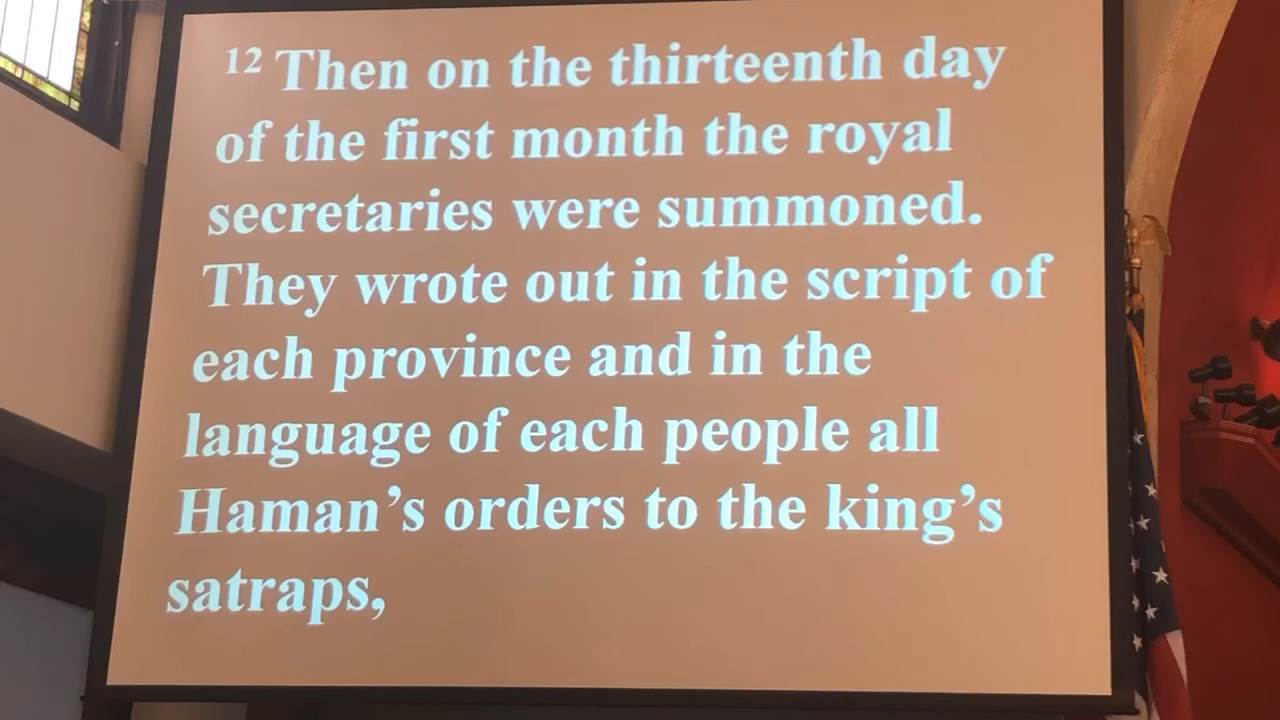 12 Then on the thirteenth day
of the first month the royal
secretaries were summoned.
They wrote out in the script of
each province and in the
language of each people all
Haman’s orders to the king’s
satraps,